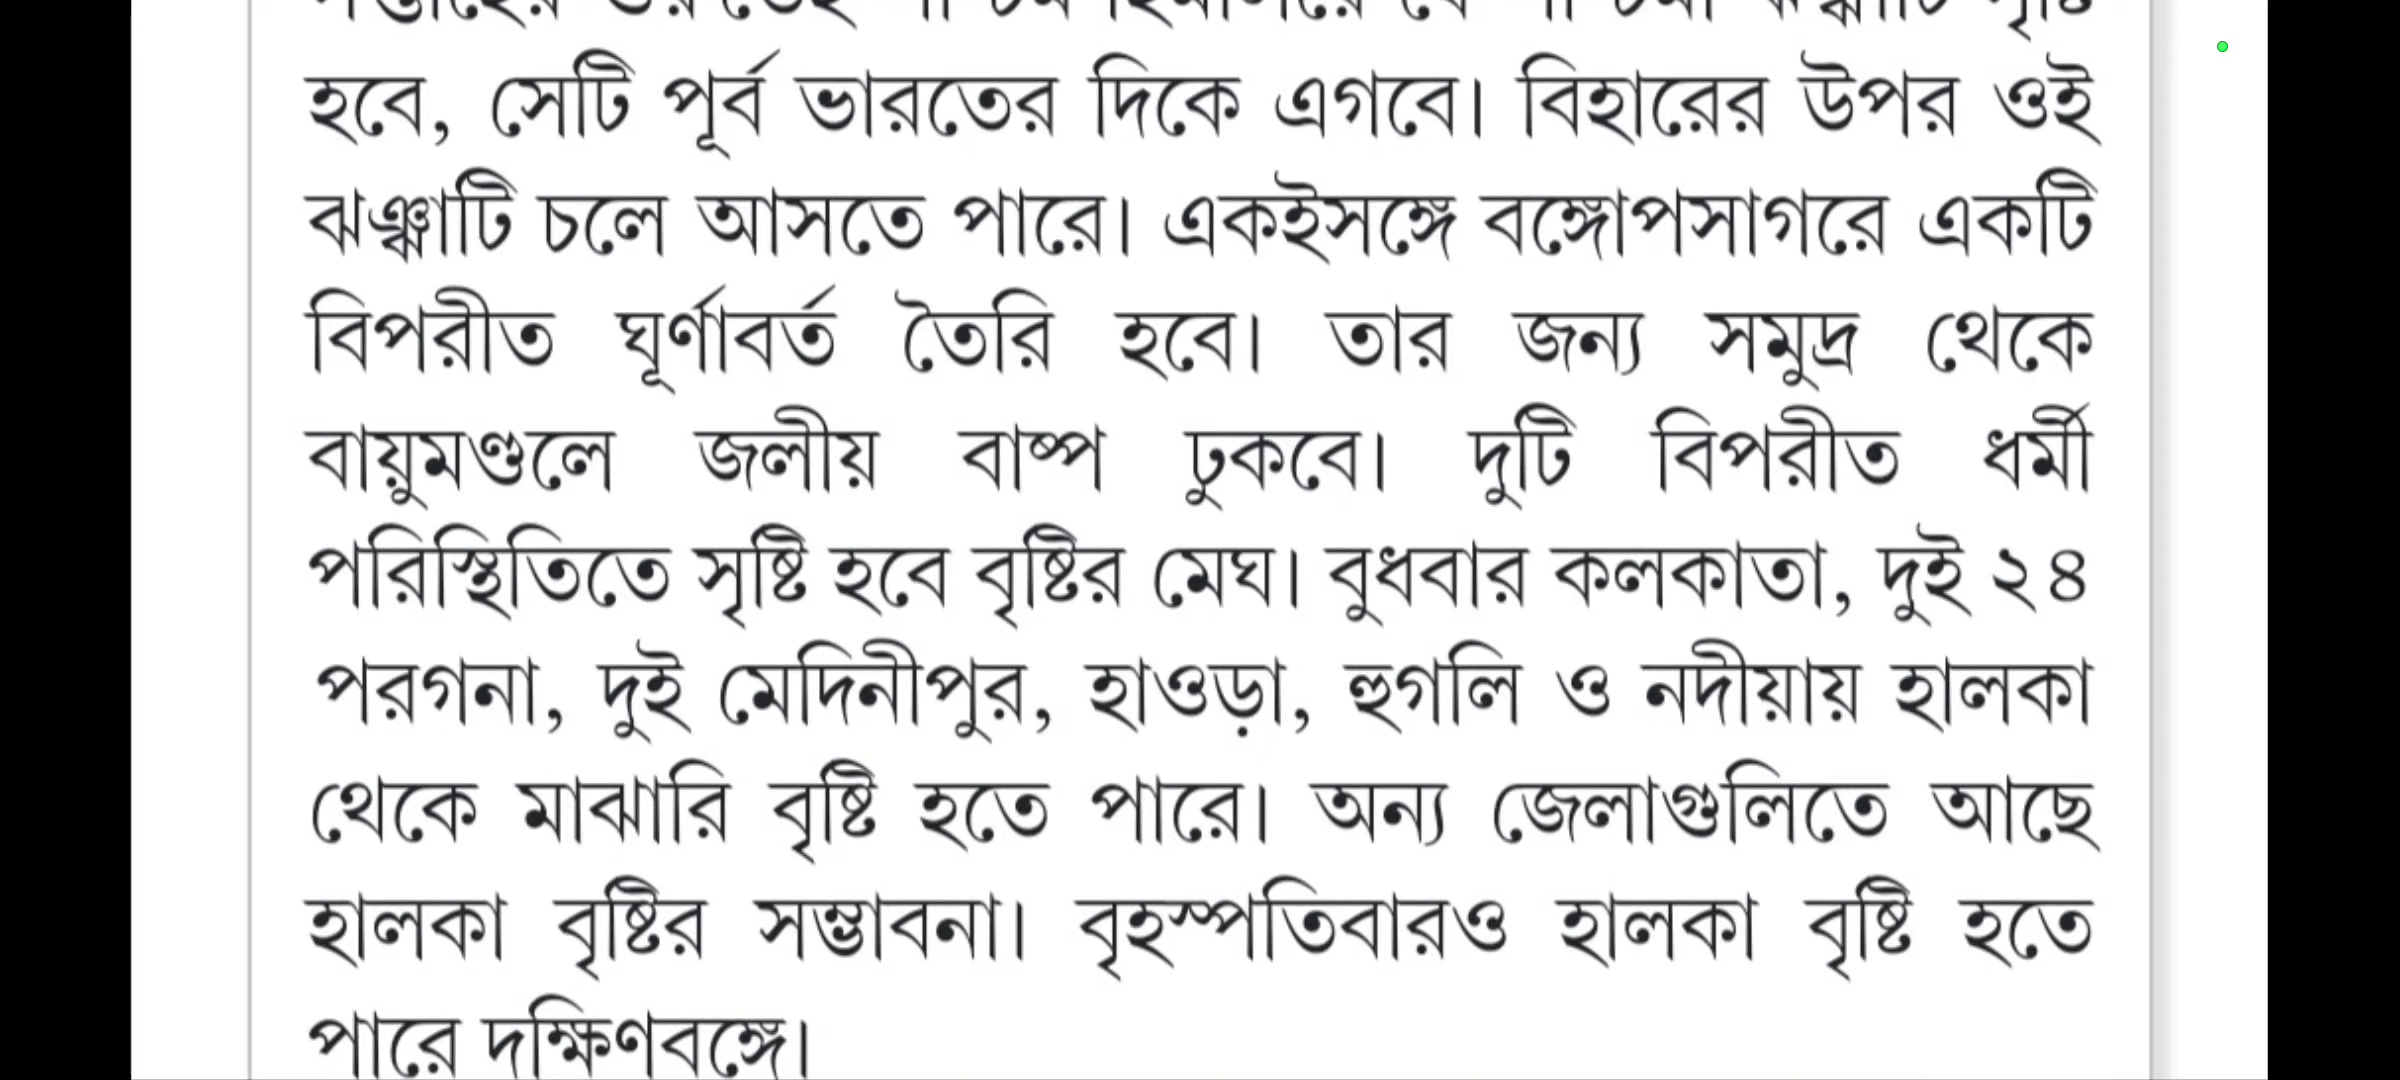 হবে, সেটি পূর্ব ভারতের দিকে এগবে। বিহারের উপর ওই
ঝঞ্ঝাটি চলে আসতে পারে। একইসঙ্গে বঙ্গোপসাগরে একটি
বিপরীত ঘূর্ণাবর্ত তৈরি হবে। তার জন্য সমুদ্র থেকে
বায়ুমণ্ডলে জলীয় বাষ্প ঢুকবে। দুটি বিপরীত ধর্মী
পরিস্থিতিতে সৃষ্টি হবে বৃষ্টির মেঘ। বুধবার কলকাতা, দুই ২৪
পরগনা, দুই মেদিনীপুর, হাওড়া, হুগলি ও নদীয়ায় হালকা
থেকে মাঝারি বৃষ্টি হতে পারে। অন্য জেলাগুলিতে আছে
হালকা বৃষ্টির সম্ভাবনা। বৃহস্পতিবারও হালকা বৃষ্টি হতে
পারে দক্ষিণবঙ্গে।